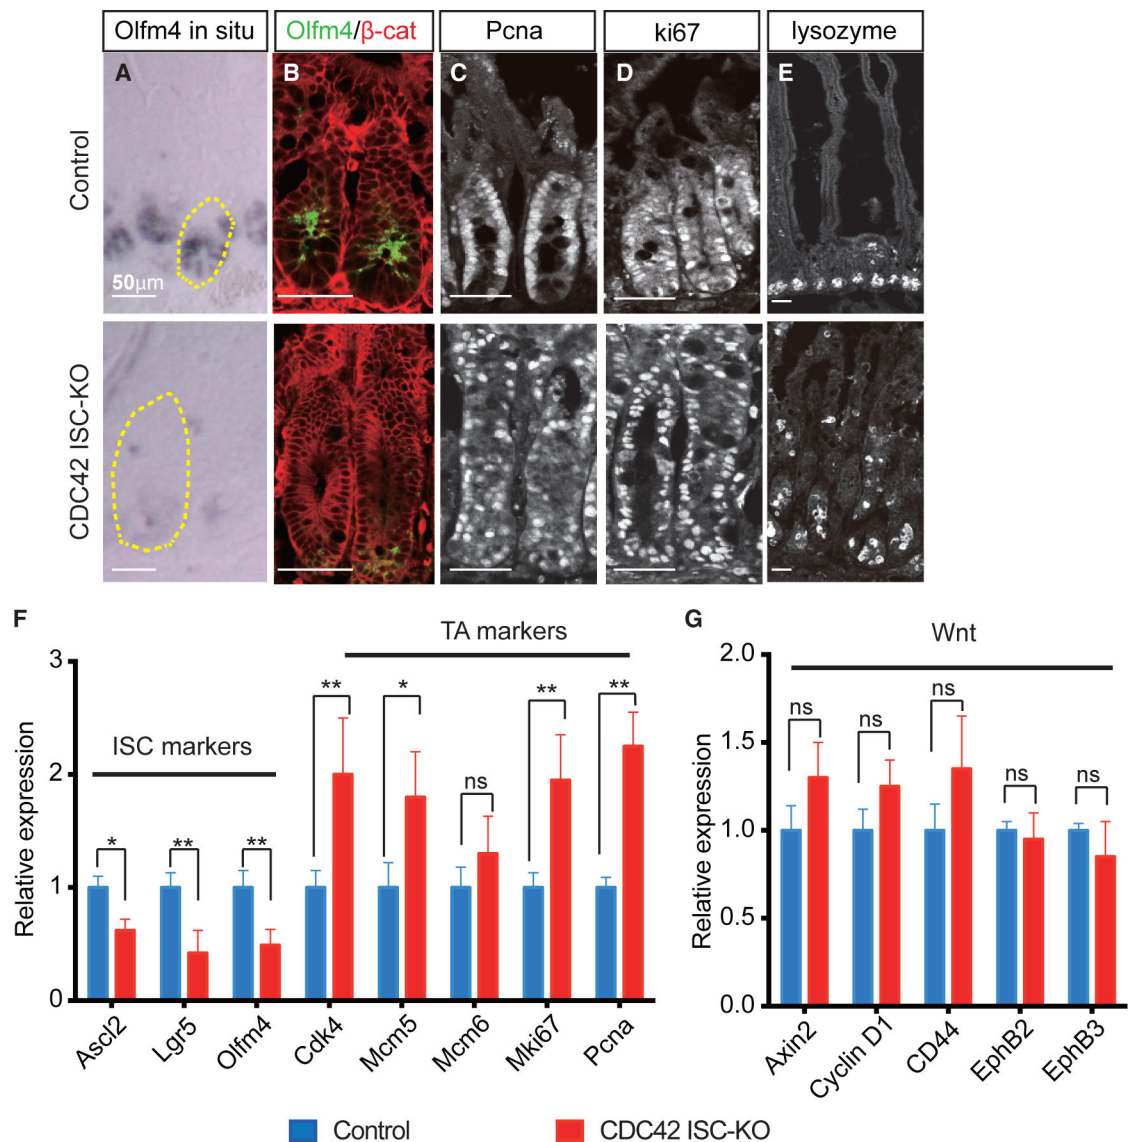 Olfm4 in situ Olfm4/β-cat Pcna ki67 lysozyme
A B C D E
Control
50μm
CDC42 ISC-KO
F G
TA markers
Wnt
3 2.0
** * ** **
ns ns ns
ISC markers
1.5
2
ns
ns ns
* ** **
Relative expression
Relative expression
1.0
1
0.5
0 0.0
Ascl2 Lgr5 Olfm4 Cdk4 Mcm5 Mcm6 Mki67 Pcna
Axin2 Cyclin D1 CD44 EphB2 EphB3
Control CDC42 ISC-KO